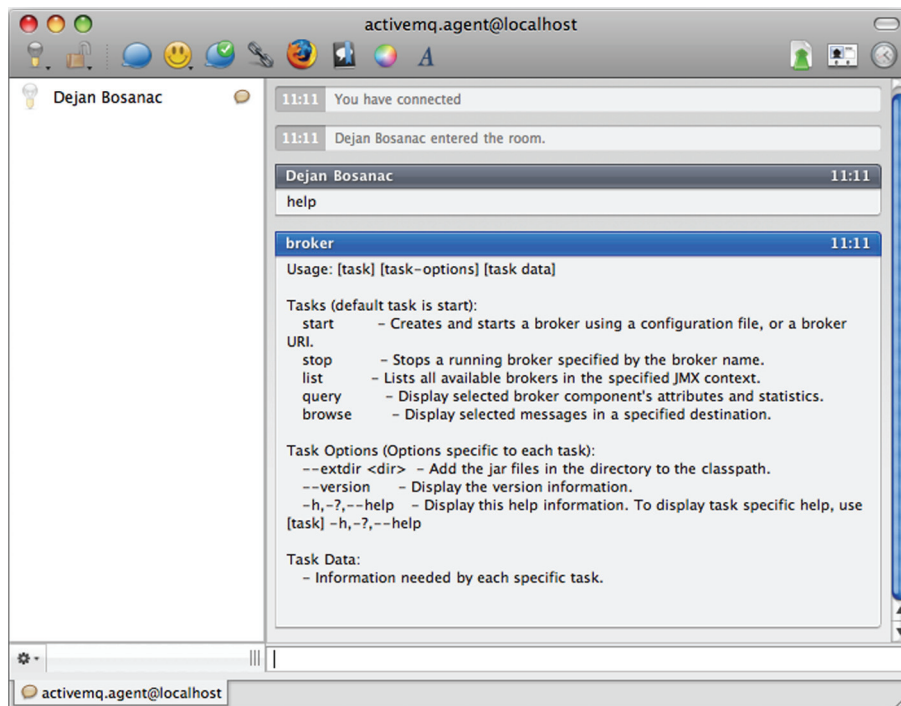 activemq.agent@localhost
A
Dejan Bosanac
11:11 You have connected
11:11 Dejan Bosanac entered the room.
Dejan Bosanac 11:11
help
broker 11:11
Usage: [task] [task-options] [task data]
Tasks (default task is start):
start – Creates and starts a broker using a configuration file, or a broker
URI.
stop – Stops a running broker specified by the broker name.
list – Lists all available brokers in the specified JMX context.
query – Display selected broker component's attributes and statistics.
browse – Display selected messages in a specified destination.
Task Options (Options specific to each task):
--extdir <dir> – Add the jar files in the directory to the classpath.
--version – Display the version information.
-h,-?,--help – Display this help information. To display task specific help, use
[task] -h,-?,--help
Task Data:
– Information needed by each specific task.
activemq.agent@localhost